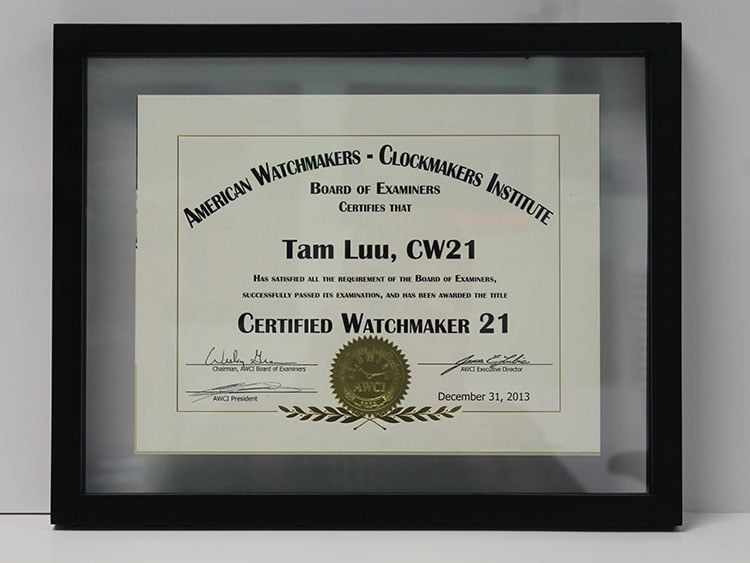 AMERICAN WATCHMAKERS - CLOCKMAKERS INSTITUTE
BOARD OF EXAMINERS
CERTIFIES THAT
Tam Luu, CW21
HAS SATISFIED ALL THE REQUIREMENT OF THE BOARD OF EXAMINERS,
SUCCESSFULLY PASSED ITS EXAMINATION, AND HAS BEEN AWARDED THE TITLE
CERTIFIED WATCHMAKER 21
Chairman, AWCI Board of Examiners
AWCI Executive Director
AWCI
AWCI President
December 31, 2013